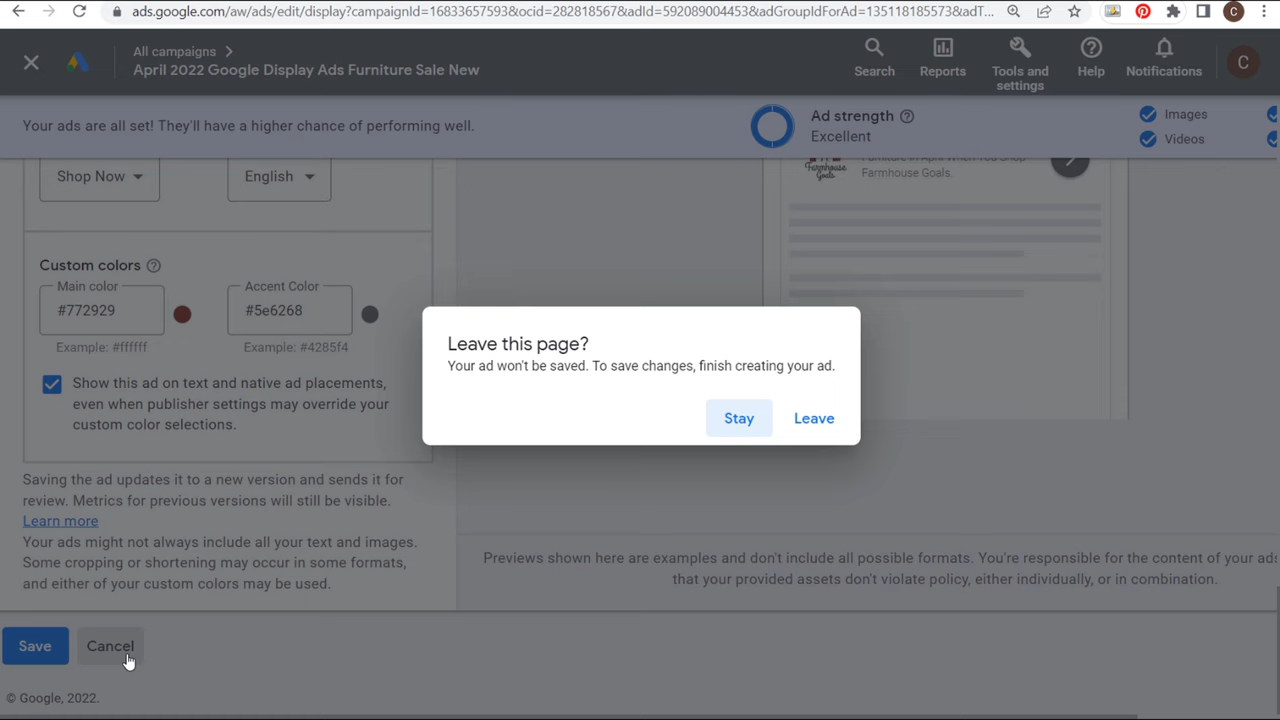 ads.google.com/aw/ads/edit/display?campaignId=16833657593&ocid=282818567&adId=592089004453&adGroupIdForAd=135118185573&adT...
C
All campaigns
April 2022 Google Display Ads Furniture Sale New
Search
Reports
Tools and
settings
Help
Notifications
C
Your ads are all set! They'll have a higher chance of performing well.
Ad strength
Excellent
Images
Videos
Shop Now
English
Farmhouse
Goals
Furniture in April When You Shop
Farmhouse Goals.
Custom colors
Main color
#772929
Example: #ffffff
Accent Color
#5e6268
Example: #4285f4
Show this ad on text and native ad placements,
even when publisher settings may override your
custom color selections.
Leave this page?
Your ad won't be saved. To save changes, finish creating your ad.
Stay
Leave
Saving the ad updates it to a new version and sends it for
review. Metrics for previous versions will still be visible.
Learn more
Your ads might not always include all your text and images.
Some cropping or shortening may occur in some formats,
and either of your custom colors may be used.
Previews shown here are examples and don't include all possible formats. You're responsible for the content of your ads
that your provided assets don't violate policy, either individually, or in combination.
Save
Cancel
© Google, 2022.